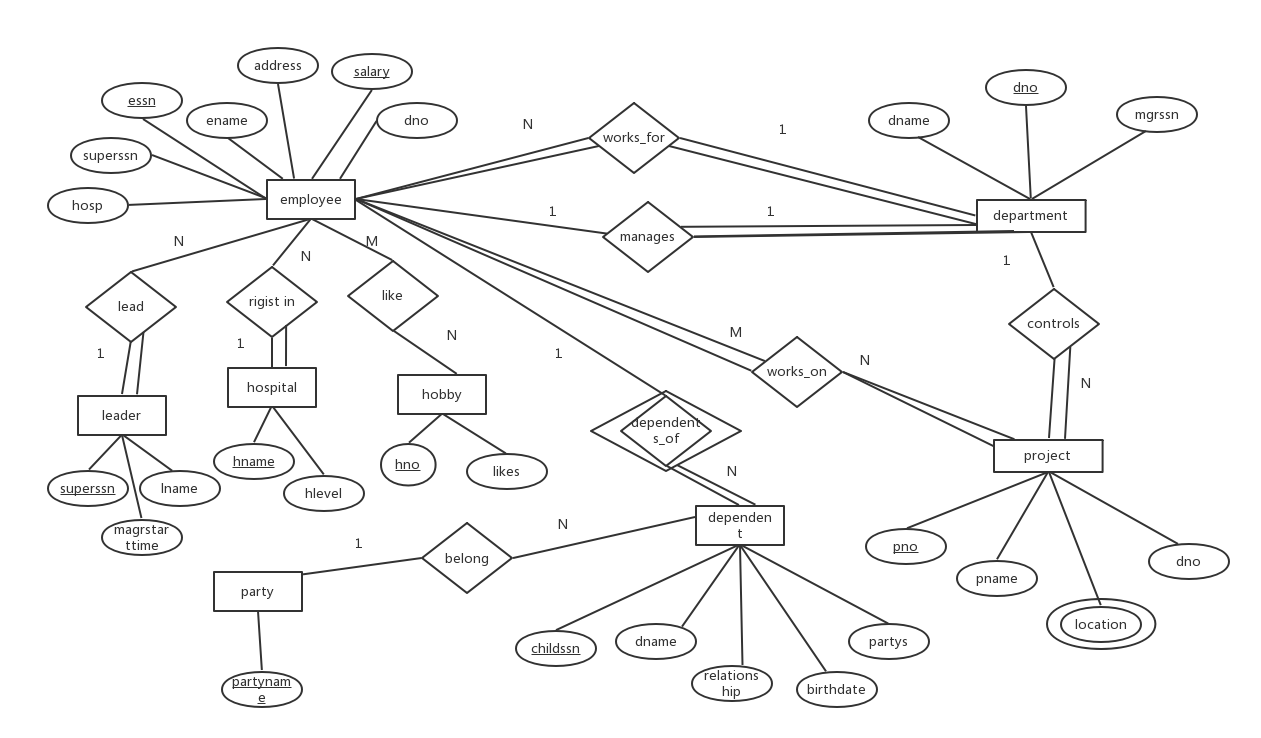 address
salary
essn
ename
dno
superssn
hosp
employee
N
works_for
1
dname
dno
mgrssn
department
1
manages
1
N
N
M
lead
rigist in
like
1
1
N
1
M
works_on
N
1
controls
N
leader
hospital
hobby
dependent
s_of
N
project
superssn
lname
magrstar
ttime
hname
hlevel
hno
likes
dependen
t
N
belong
1
party
partynam
e
childssn
dname
relations
hip
birthdate
partys
pno
pname
location
dno